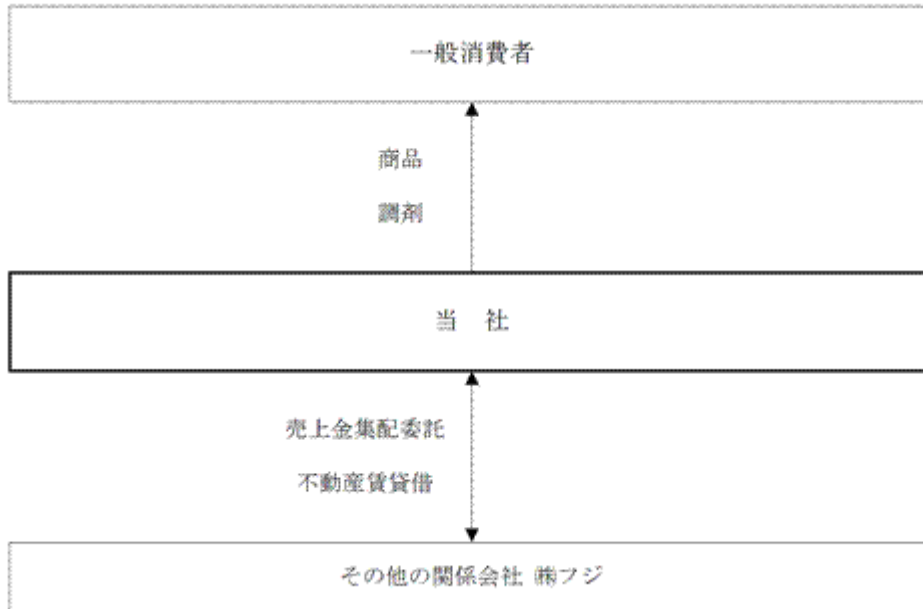 一般消費者
商品
調剤
当 社
売上金集配委託
不動産賃貸借
その他の関係会社 ㈱フジ